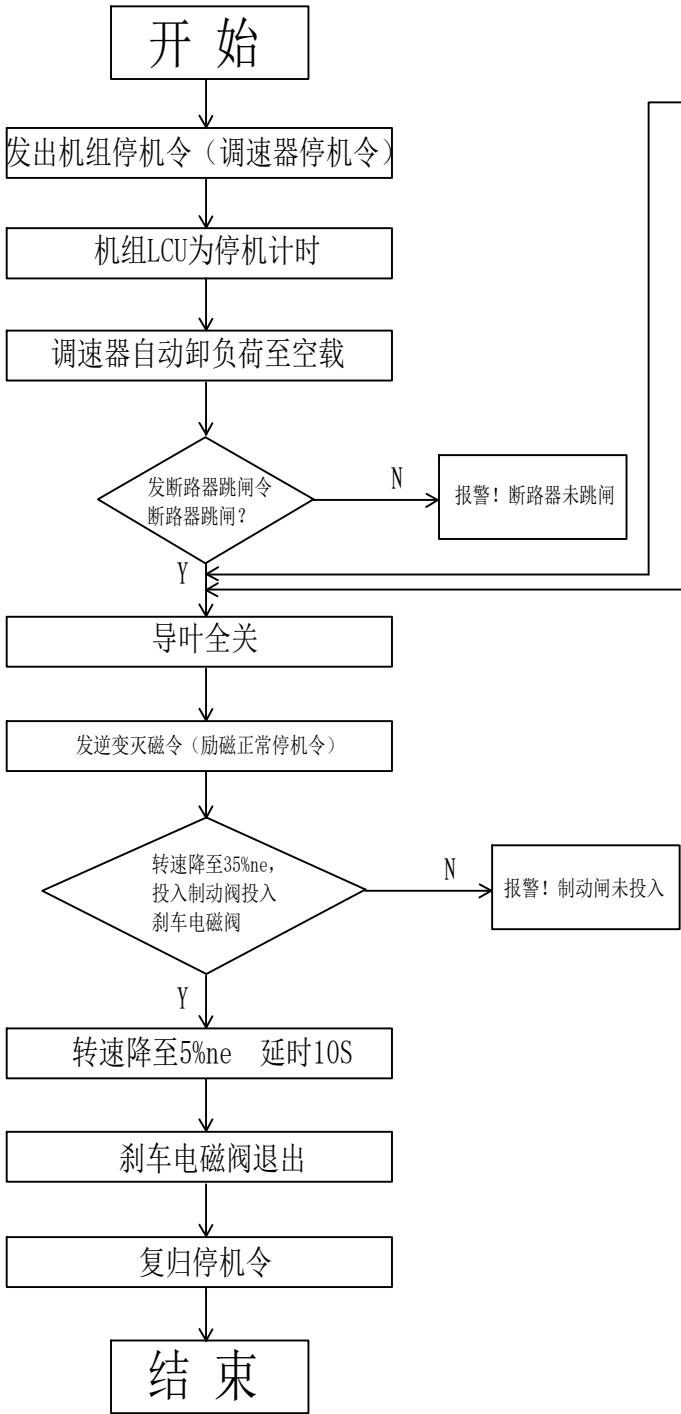 开 始
发出机组停机令（调速器停机令）
机组LCU为停机计时
调速器自动卸负荷至空载
发断路器跳闸令
断路器跳闸？
N
报警！断路器未跳闸
Y
导叶全关
发逆变灭磁令（励磁正常停机令）
转速降至35%ne，
投入制动阀投入
刹车电磁阀
N
报警！制动闸未投入
Y
转速降至5%ne 延时10S
刹车电磁阀退出
复归停机令
结 束